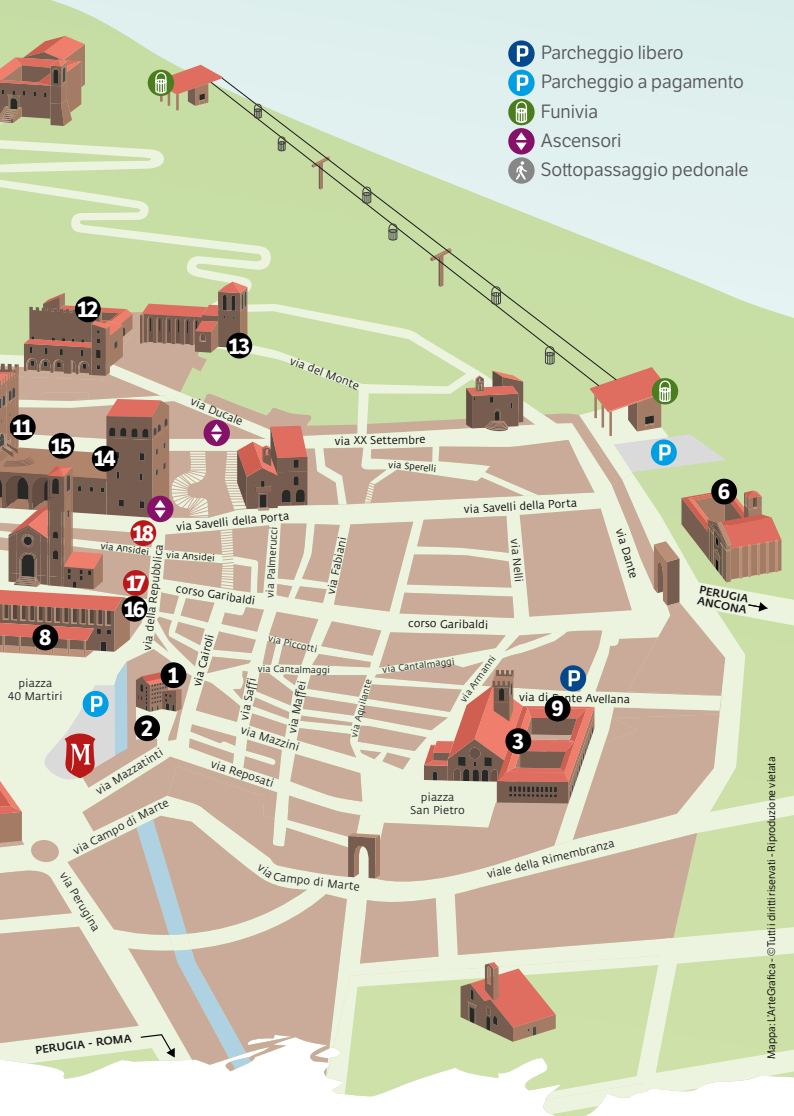 P Parcheggio libero
P Parcheggio a pagamento
Funivia
Ascensori
Sottopassaggio pedonale
12
13
via del Monte
via Ducale
11
15
14
via XX Settembre
via Sperelli
P
6
18
via Savelli della Porta
via Savelli della Porta
via Ansidei
via Ansidei
via della Repubblica
via Palmerucci
via Fabiani
via Nelli
via Dante
PERUGIA
ANCONA
17
16
corso Garibaldi
corso Garibaldi
8
via Cairoli
via Piccotti
via Cantalmaggi
via Cantalmaggi
via Armanni
piazza
40 Martiri
P
1
2
M
via Saffi
via Maffei
via Aquilante
P
via di Fonte Avellana
9
3
via Mazzini
via Reposati
via Mazzatinti
piazza
San Pietro
via Campo di Marte
via Campo di Marte
viale della Rimembranza
via Perugina
PERUGIA - ROMA
Mappa: L'ArteGrafica - ©Tutti i diritti riservati - Riproduzione vietata